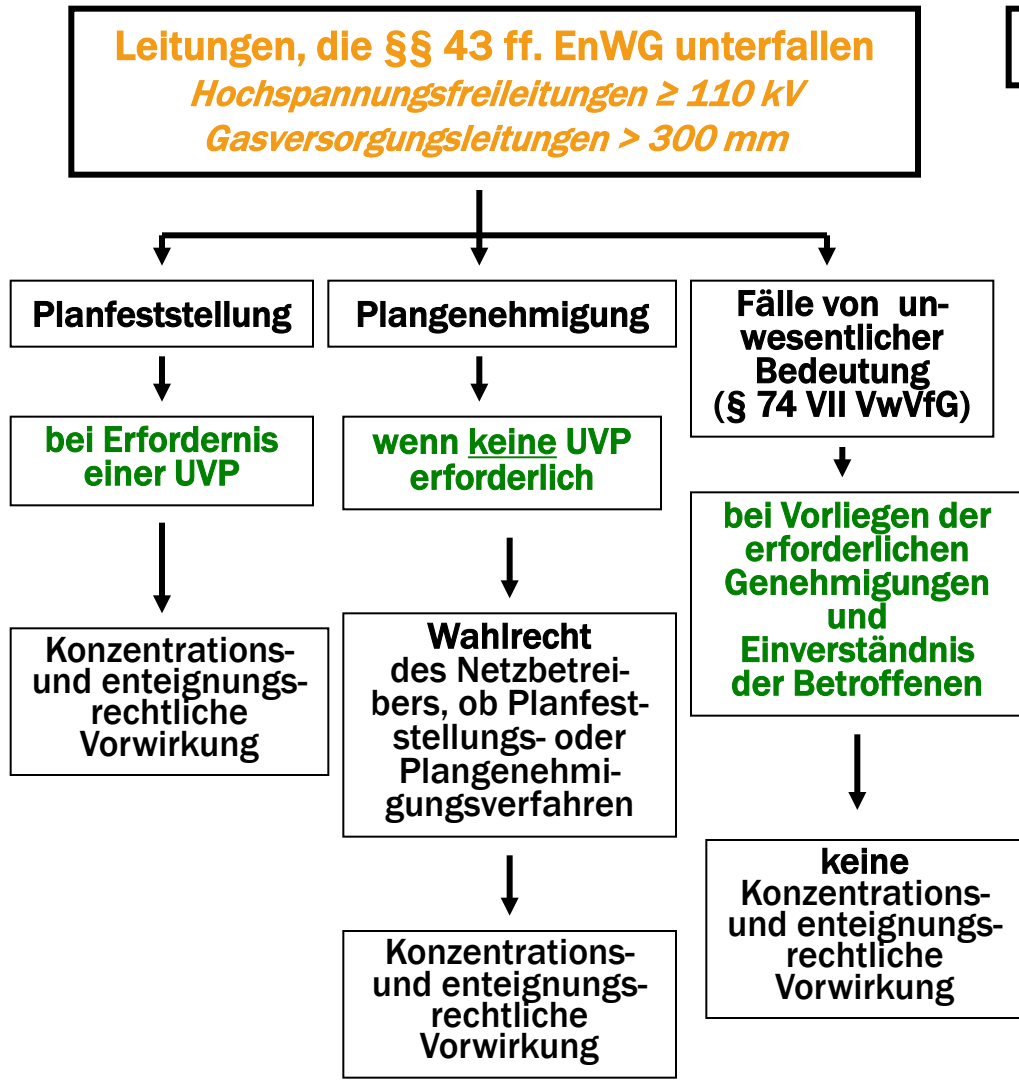 Leitungen, die §§ 43 ff. EnWG unterfallen
Hochspannungsfreileitungen ≥ 110 kV
Gasversorgungsleitungen > 300 mm
Planfeststellung
bei Erfordernis
einer UVP
Konzentrations-
und enteignungs-
rechtliche
Vorwirkung
Plangenehmigung
wenn keine UVP
erforderlich
Wahlrecht
des Netzbetrei-
bers, ob Planfest-
stellungs- oder
Plangenehmi-
gungsverfahren
Konzentrations-
und enteignungs-
rechtliche
Vorwirkung
Fälle von un-
wesentlicher
Bedeutung
(§ 74 VII VwVfG)
bei Vorliegen der
erforderlichen
Genehmigungen
und
Einverständnis
der Betroffenen
keine
Konzentrations-
und enteignungs-
rechtliche
Vorwirkung